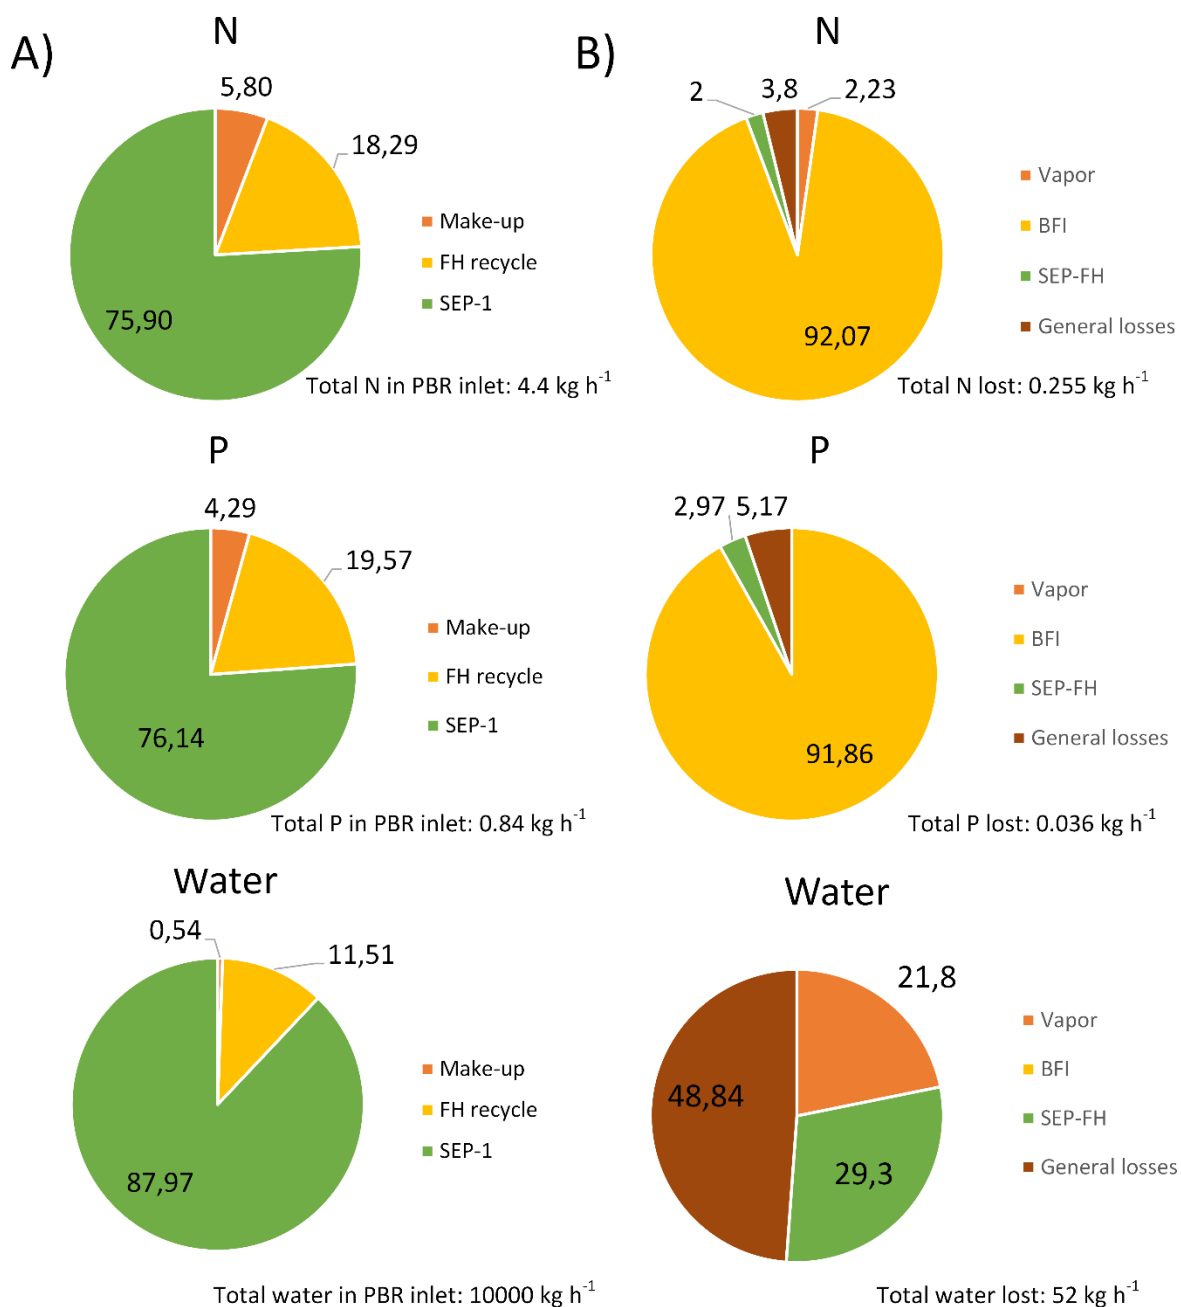 A)
N
5,80
18,29
75,90
Make-up
FH recycle
SEP-1
Total N in PBR inlet: 4.4 kg h⁻¹
P
4,29
19,57
76,14
Make-up
FH recycle
SEP-1
Total P in PBR inlet: 0.84 kg h⁻¹
Water
0,54
11,51
87,97
Make-up
FH recycle
SEP-1
Total water in PBR inlet: 10000 kg h⁻¹
B)
N
2
3,8
2,23
92,07
Vapor
BFI
SEP-FH
General losses
Total N lost: 0.255 kg h⁻¹
P
2,97
5,17
91,86
Vapor
BFI
SEP-FH
General losses
Total P lost: 0.036 kg h⁻¹
Water
21,8
48,84
29,3
Vapor
BFI
SEP-FH
General losses
Total water lost: 52 kg h⁻¹